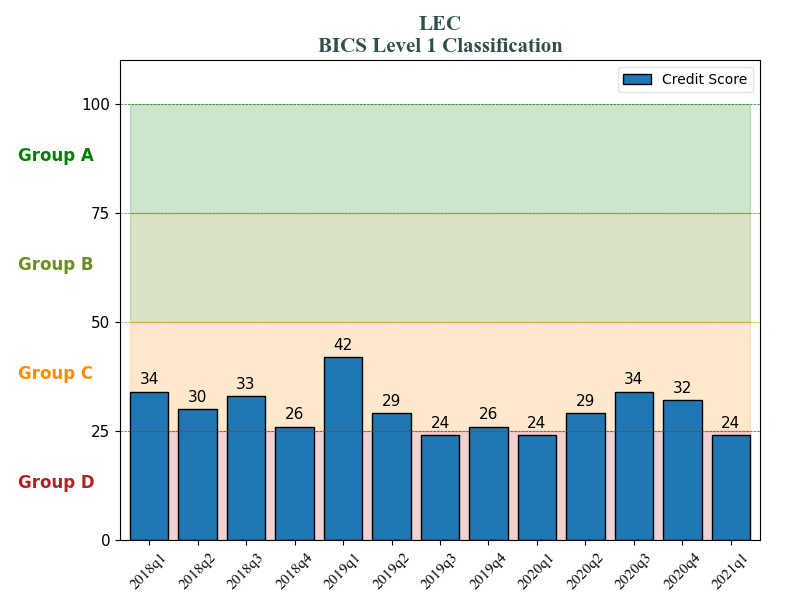 LEC
BICS Level 1 Classification
Credit Score
100
Group A
75
Group B
50
Group C
25
Group D
0
34
30
33
26
42
29
24
26
24
29
34
32
24
2018q1
2018q2
2018q3
2018q4
2019q1
2019q2
2019q3
2019q4
2020q1
2020q2
2020q3
2020q4
2021q1